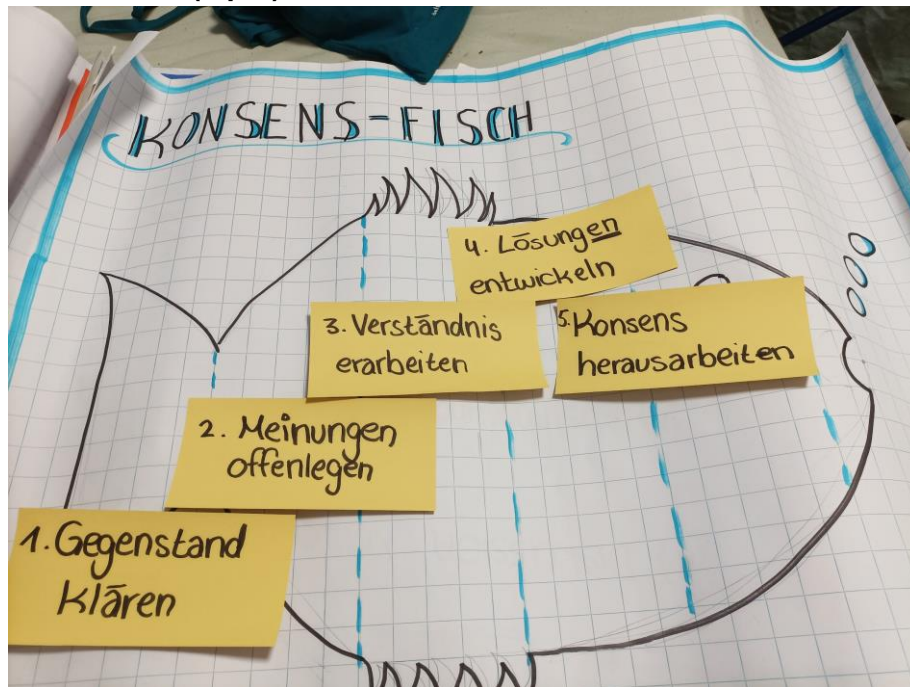 KONSENS-FISCH
4. Lösungen
entwickeln
3. Verständnis
erarbeiten
5. Konsens
herausarbeiten
2. Meinungen
offenlegen
1. Gegenstand
klären